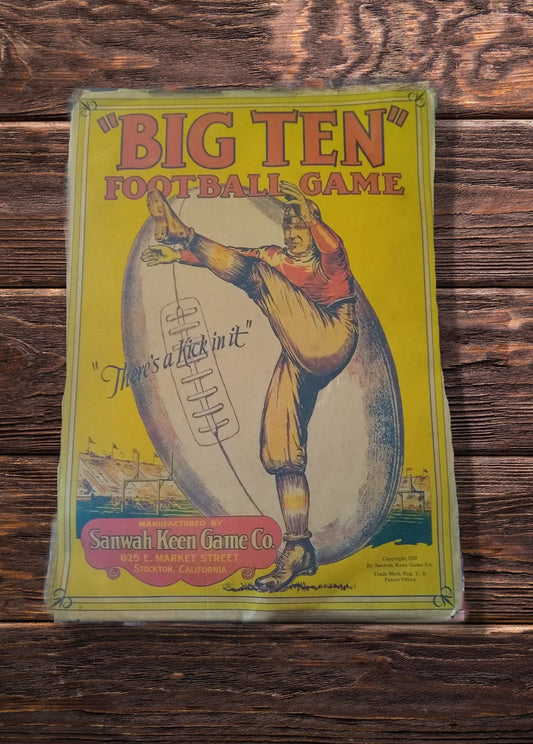 "BIG TEN"
FOOTBALL GAME
"There's a Kick in it"
MANUFACTURED BY
Sanwah Keen Game Co.
625 E. MARKET STREET
STOCKTON, CALIFORNIA
Copyright 1927
By Sanwah Keen Game Co.
Trade Mark Reg. U. S.
Patent Office